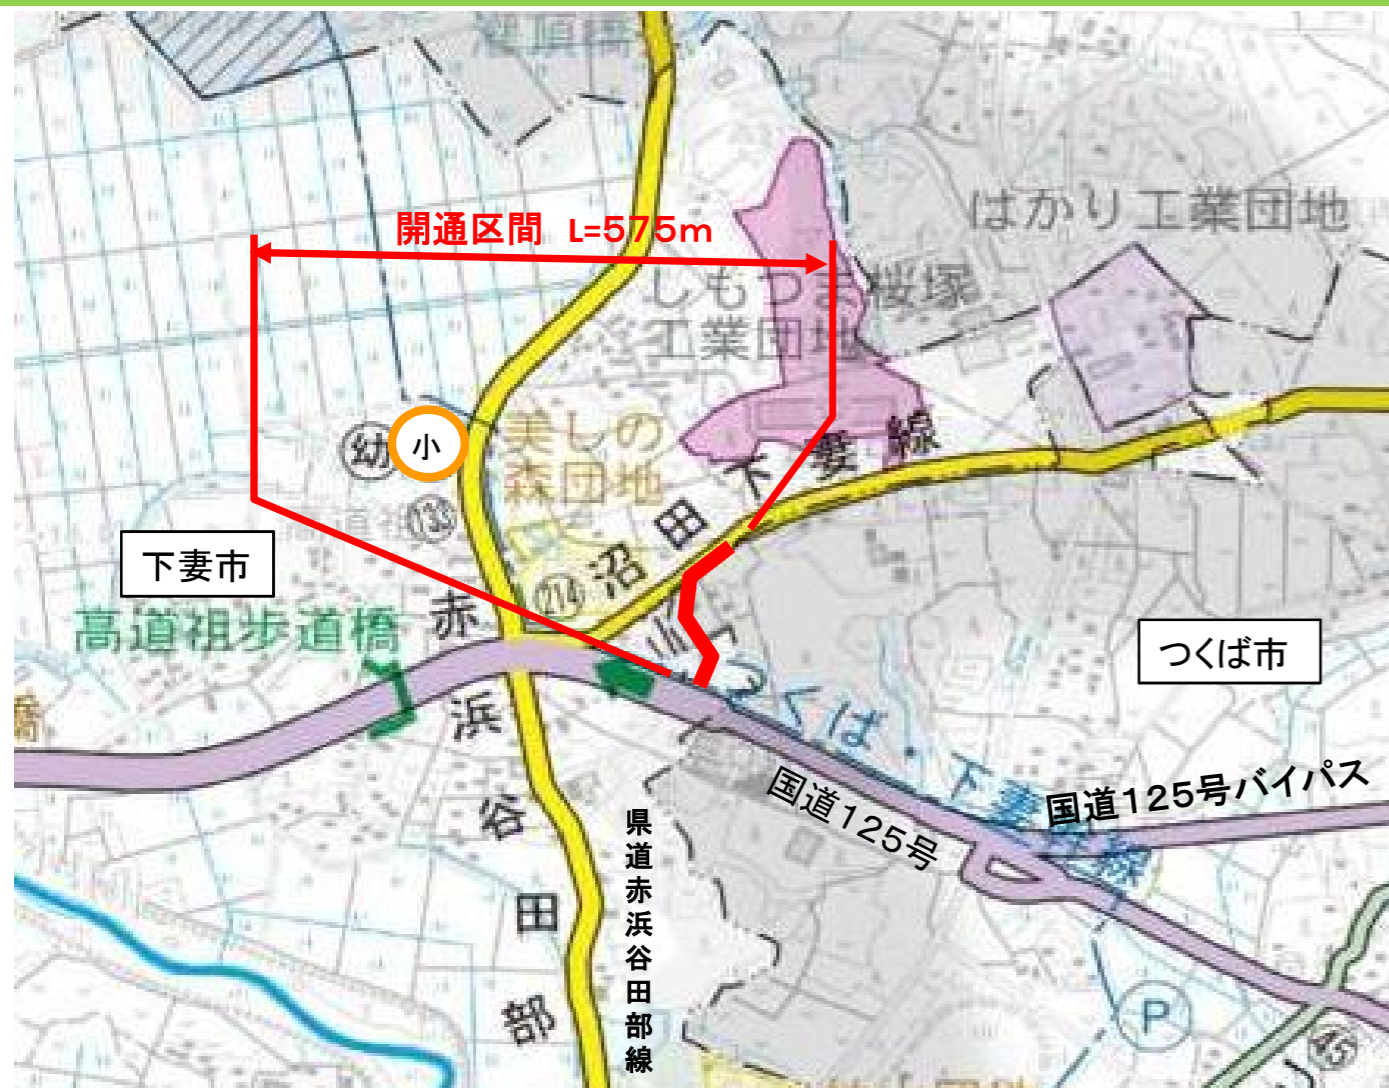 開通区間 L=575m
はかり工業団地
しもつま桜塚
工業団地
幼
小
美しの
森団地
沼田下妻線
133
高道祖
214
下妻市
高道祖歩道橋
つくば市
赤浜谷田部
つくば・下妻
国道125号
国道125号バイパス
県道赤浜谷田部線
P
45